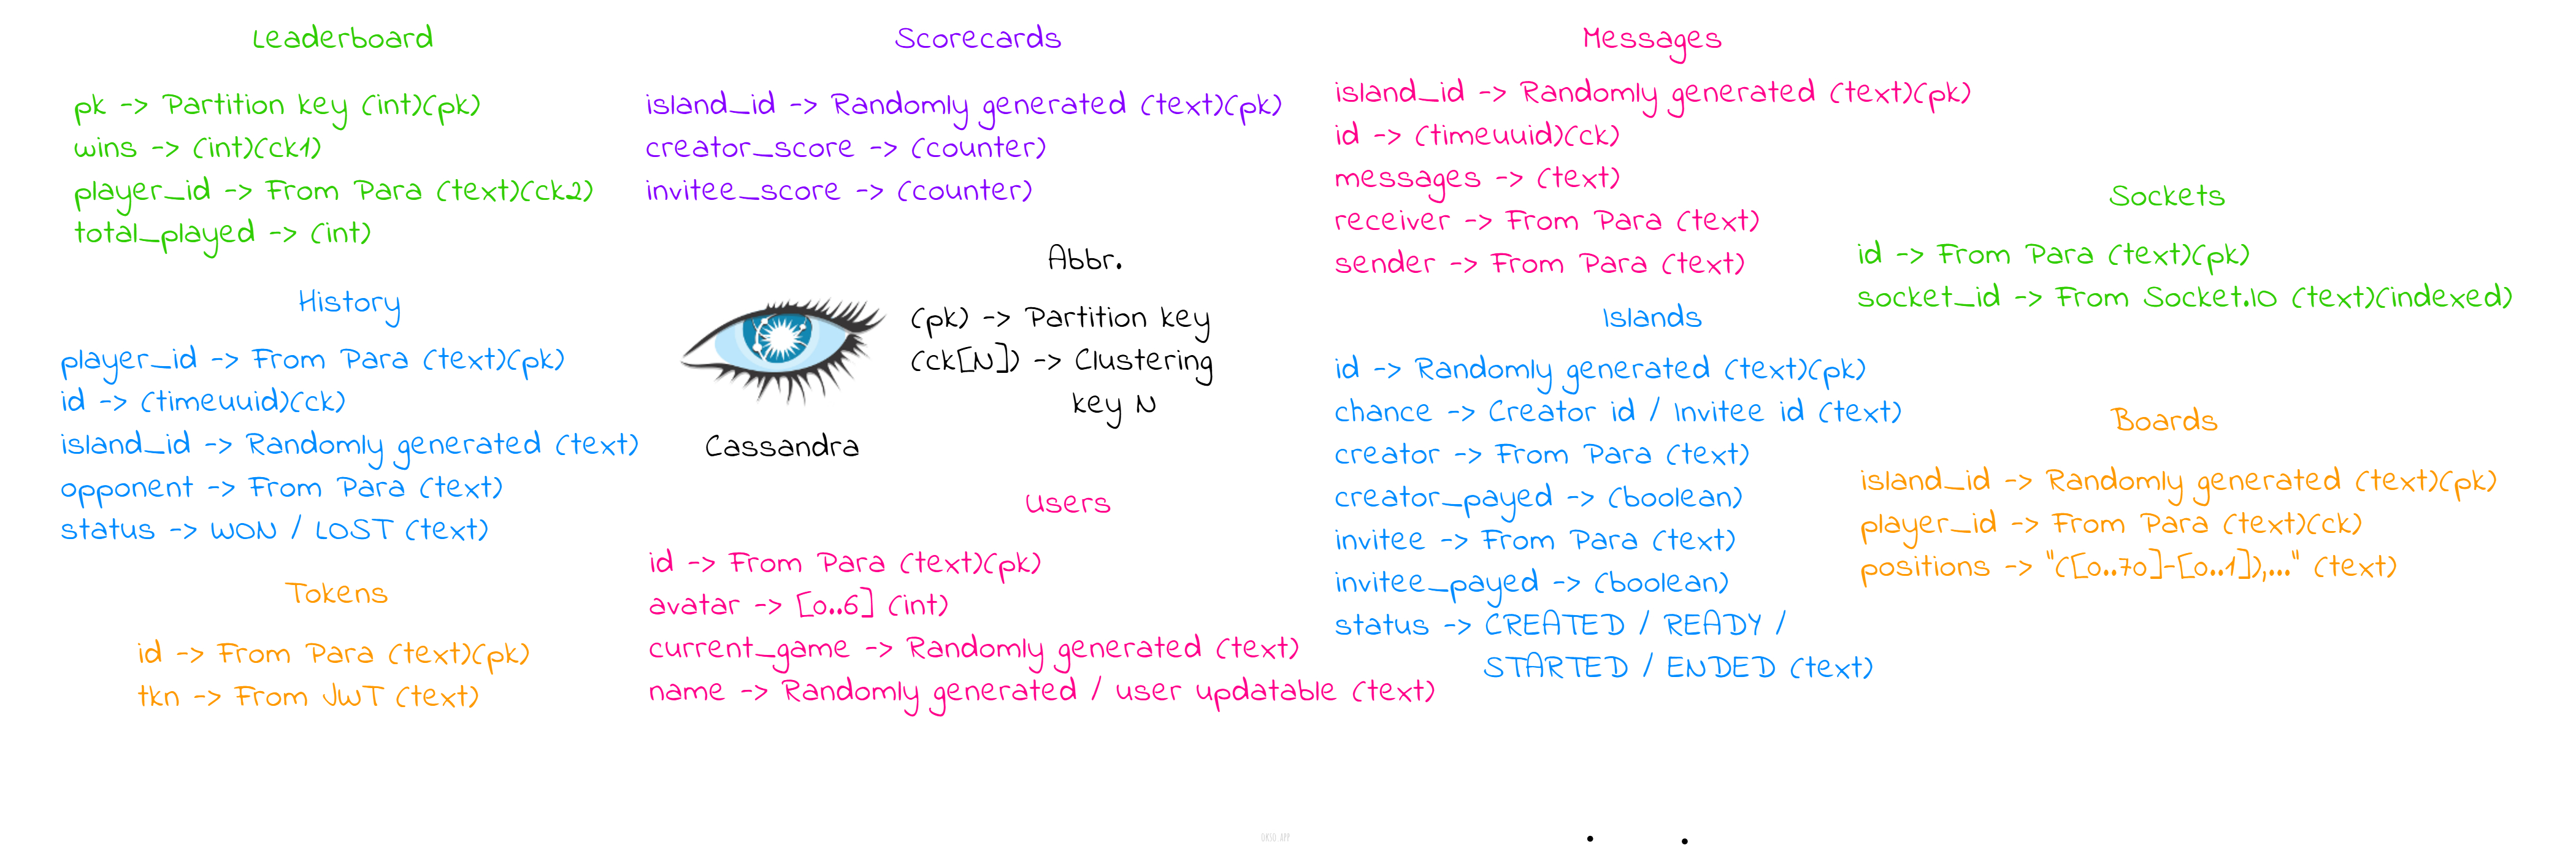 Leaderboard
pk -> Partition key (int)(pk)
wins -> (int)(ck1)
player_id -> From Para (text)(ck2)
total_played -> (int)
History
player_id -> From Para (text)(pk)
id -> (timeuuid)(ck)
island_id -> Randomly generated (text)
opponent -> From Para (text)
status -> WON / LOST (text)
Tokens
id -> From Para (text)(pk)
tkn -> From JWT (text)
Scorecards
island_id -> Randomly generated (text)(pk)
creator_score -> (counter)
invitee_score -> (counter)
Abbr.
(pk) -> Partition key
(ck[N]) -> Clustering
key N
Cassandra
Users
id -> From Para (text)(pk)
avatar -> [0..6] (int)
current_game -> Randomly generated (text)
name -> Randomly generated / user updatable (text)
Messages
island_id -> Randomly generated (text)(pk)
id -> (timeuuid)(ck)
messages -> (text)
receiver -> From Para (text)
sender -> From Para (text)
Islands
id -> Randomly generated (text)(pk)
chance -> Creator id / Invitee id (text)
creator -> From Para (text)
creator_payed -> (boolean)
invitee -> From Para (text)
invitee_payed -> (boolean)
status -> CREATED / READY /
STARTED / ENDED (text)
Sockets
id -> From Para (text)(pk)
socket_id -> From Socket.IO (text)(indexed)
Boards
island_id -> Randomly generated (text)(pk)
player_id -> From Para (text)(ck)
positions -> "([0..70]-[0..1]),..." (text)
OKSO APP